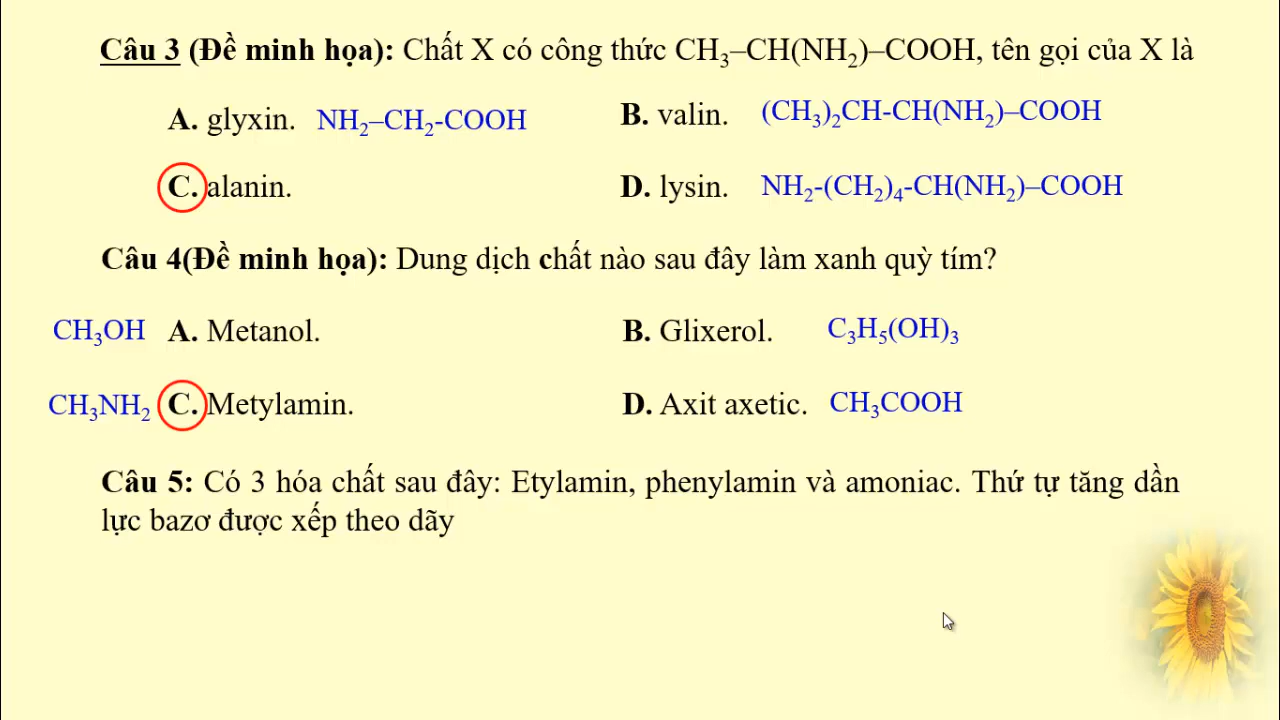 Câu 3 (Đề minh họa): Chất X có công thức CH₃–CH(NH₂)–COOH, tên gọi của X là
A. glyxin. NH₂–CH₂-COOH B. valin. (CH₃)₂CH-CH(NH₂)–COOH
C. alanin. D. lysin. NH₂-(CH₂)₄-CH(NH₂)–COOH
Câu 4(Đề minh họa): Dung dịch chất nào sau đây làm xanh quỳ tím?
CH₃OH A. Metanol. B. Glixerol. C₃H₅(OH)₃
CH₃NH₂ C. Metylamin. D. Axit axetic. CH₃COOH
Câu 5: Có 3 hóa chất sau đây: Etylamin, phenylamin và amoniac. Thứ tự tăng dần
lực bazơ được xếp theo dãy